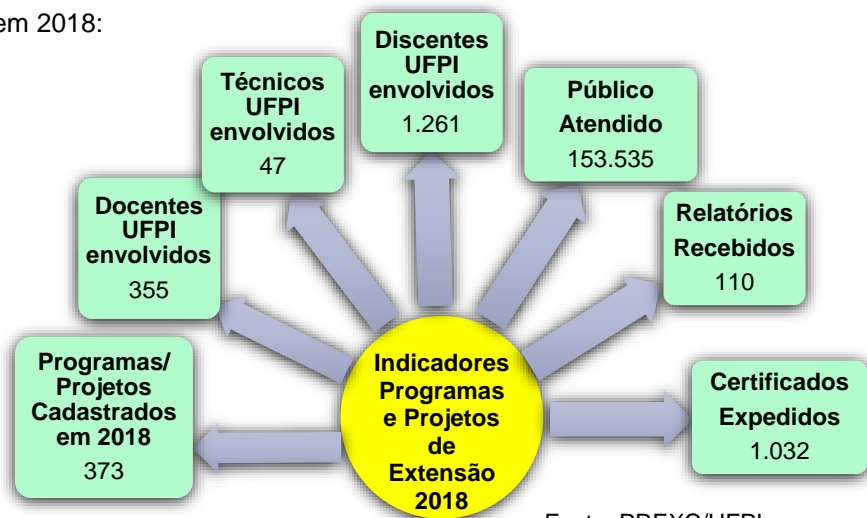 em 2018:
Discentes
UFPI
envolvidos
1.261
Técnicos
UFPI
envolvidos
47
Público
Atendido
153.535
Docentes
UFPI
envolvidos
355
Relatórios
Recebidos
110
Programas/
Projetos
Cadastrados
em 2018
373
Indicadores
Programas
e Projetos
de
Extensão
2018
Certificados
Expedidos
1.032